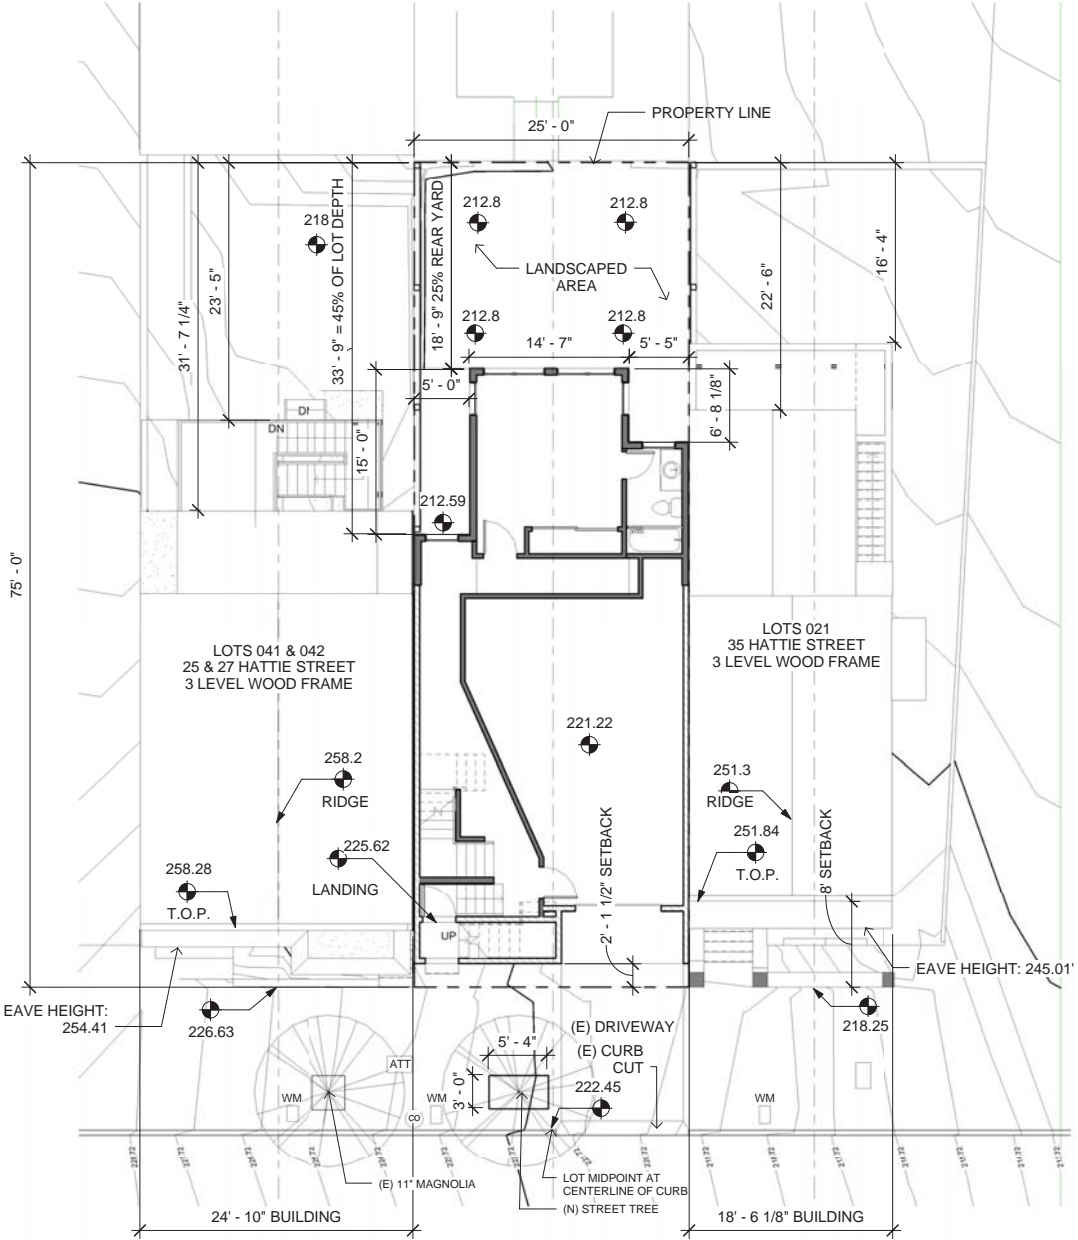 PROPERTY LINE
25' - 0"
212.8
212.8
218
LANDSCAPED
AREA
18' - 9" 25% REAR YARD
33' - 9" = 45% OF LOT DEPTH
23' - 5"
31' - 7 1/4"
22' - 6"
16' - 4"
212.8
212.8
14' - 7"
5' - 5"
5' - 0"
6' - 8 1/8"
DN
15' - 0"
212.59
75' - 0"
LOTS 041 & 042
25 & 27 HATTIE STREET
3 LEVEL WOOD FRAME
LOTS 021
35 HATTIE STREET
3 LEVEL WOOD FRAME
221.22
258.2
RIDGE
251.3
RIDGE
225.62
LANDING
251.84
T.O.P.
258.28
T.O.P.
8' SETBACK
2' - 1 1/2" SETBACK
UP
EAVE HEIGHT: 245.01'
EAVE HEIGHT:
254.41
226.63
218.25
(E) DRIVEWAY
5' - 4"
(E) CURB
CUT
3' - 0"
222.45
ATT
WM
WM
WM
CO
(E) 11" MAGNOLIA
LOT MIDPOINT AT
CENTERLINE OF CURB
(N) STREET TREE
24' - 10" BUILDING
18' - 6 1/8" BUILDING